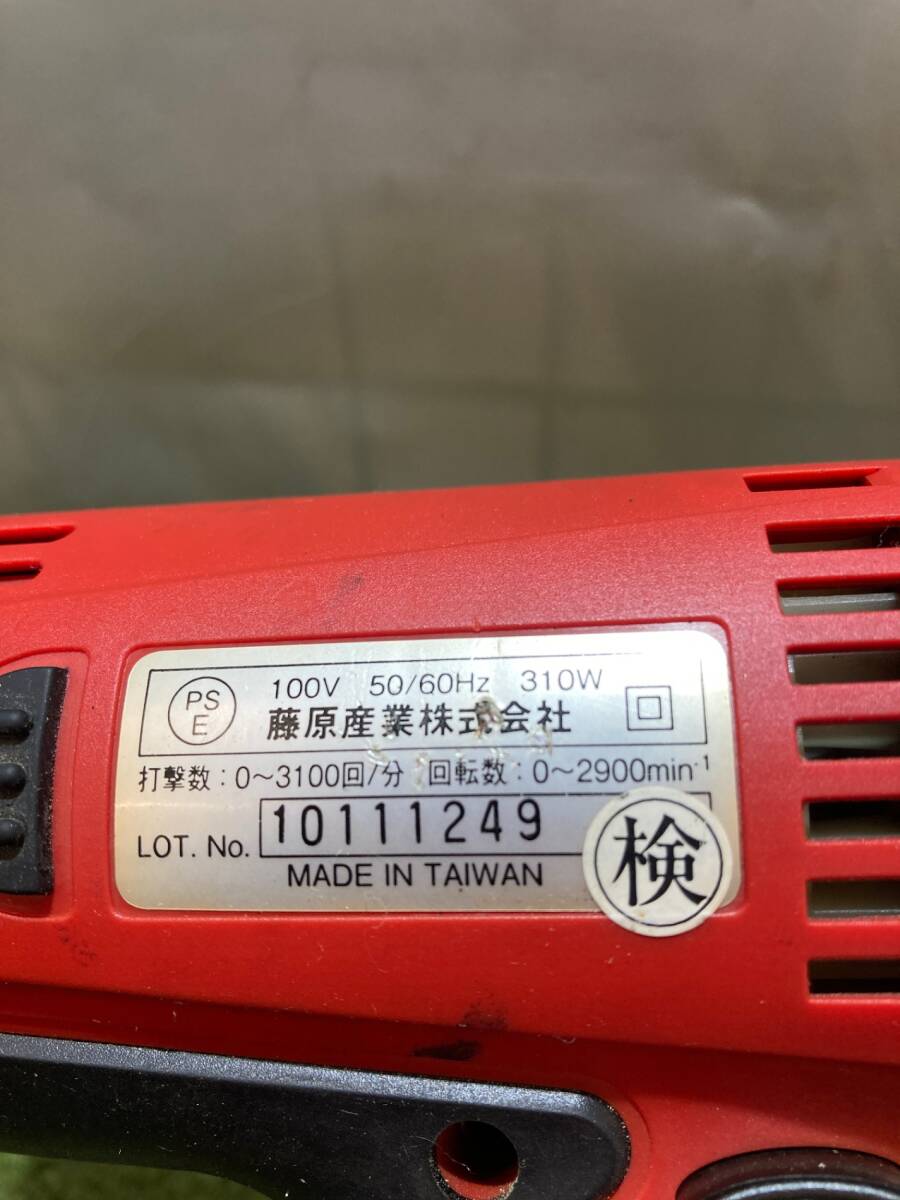 PS
E
100V 50/60Hz 310W
藤原産業株式会社
打撃数：0〜3100回/分 回転数：0〜2900min⁻¹
LOT. No. 10111249
MADE IN TAIWAN
検